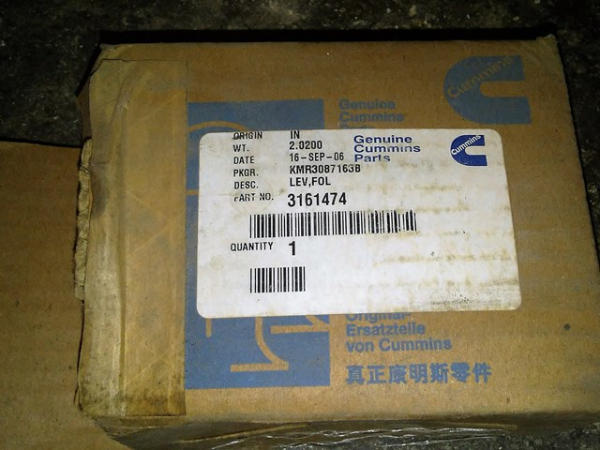 Cummins
Genuine
Cummins
Parts
ORIGIN IN
WT. 2.0200
DATE 16-SEP-06
PKGR. KMR3087163B
DESC. LEV,FOL
PART NO. 3161474
QUANTITY 1
Genuine
Cummins
Parts
Cummins
Original-
Ersatzteile
von Cummins
真正康明斯零件